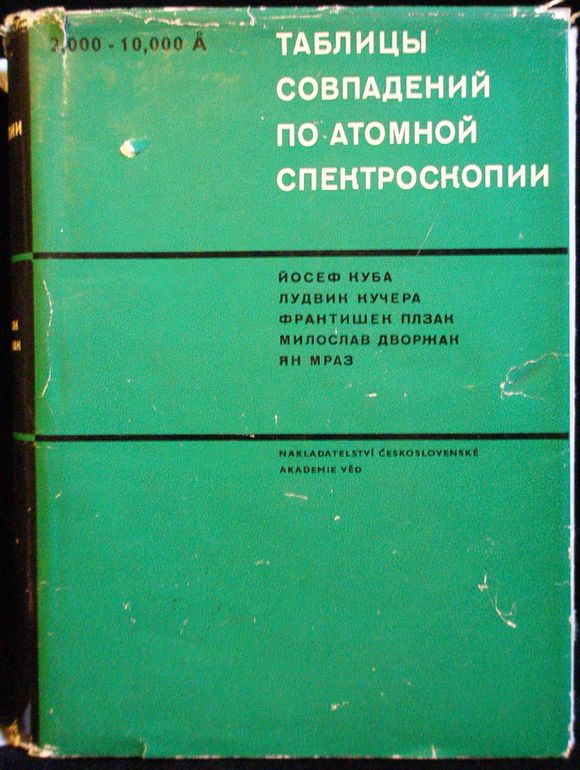 2,000 - 10,000 Å
ТАБЛИЦЫ
СОВПАДЕНИЙ
ПО АТОМНОЙ
СПЕКТРОСКОПИИ
ЙОСЕФ КУБА
ЛУДВИК КУЧЕРА
ФРАНТИШЕК ПЛЗАК
МИЛОСЛАВ ДВОРЖАК
ЯН МРАЗ
NAKLADATELSTVÍ ČESKOSLOVENSKÉ
AKADEMIE VĚD